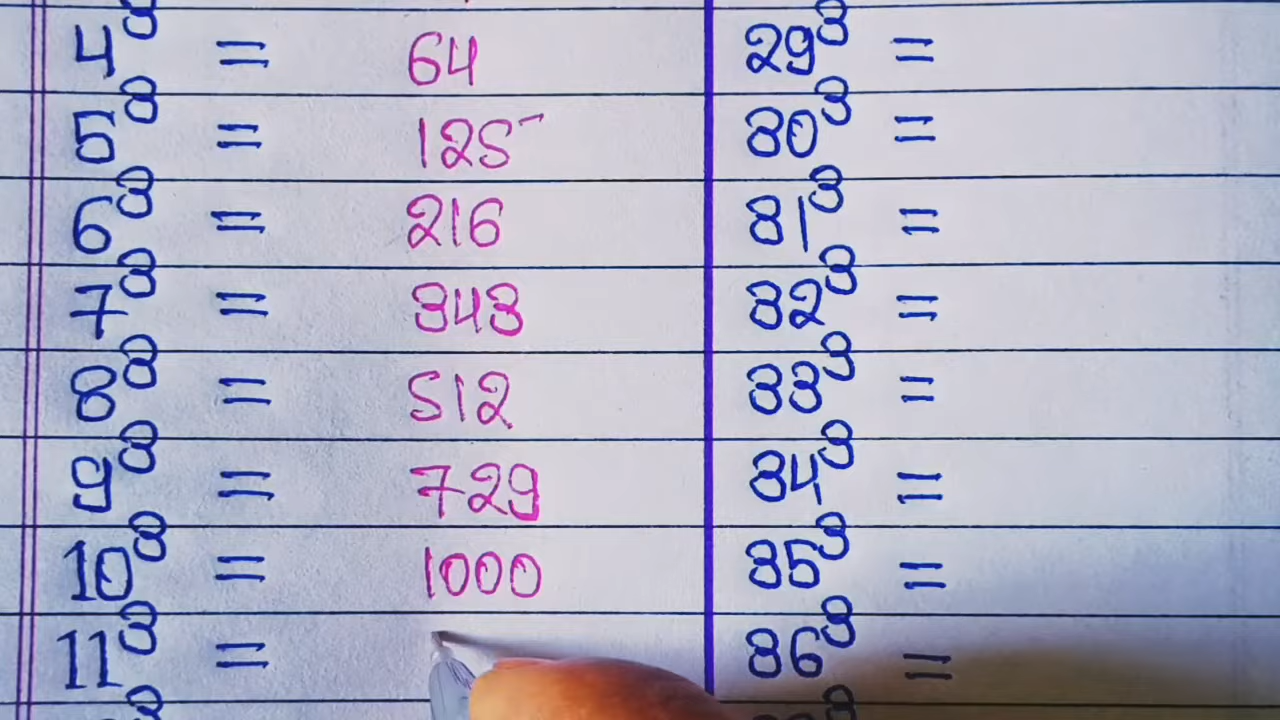 4³ = 64
5³ = 125
6³ = 216
7³ = 343
8³ = 512
9³ = 729
10³ = 1000
11³ =
29³ =
30³ =
31³ =
32³ =
33³ =
34³ =
35³ =
36³ =